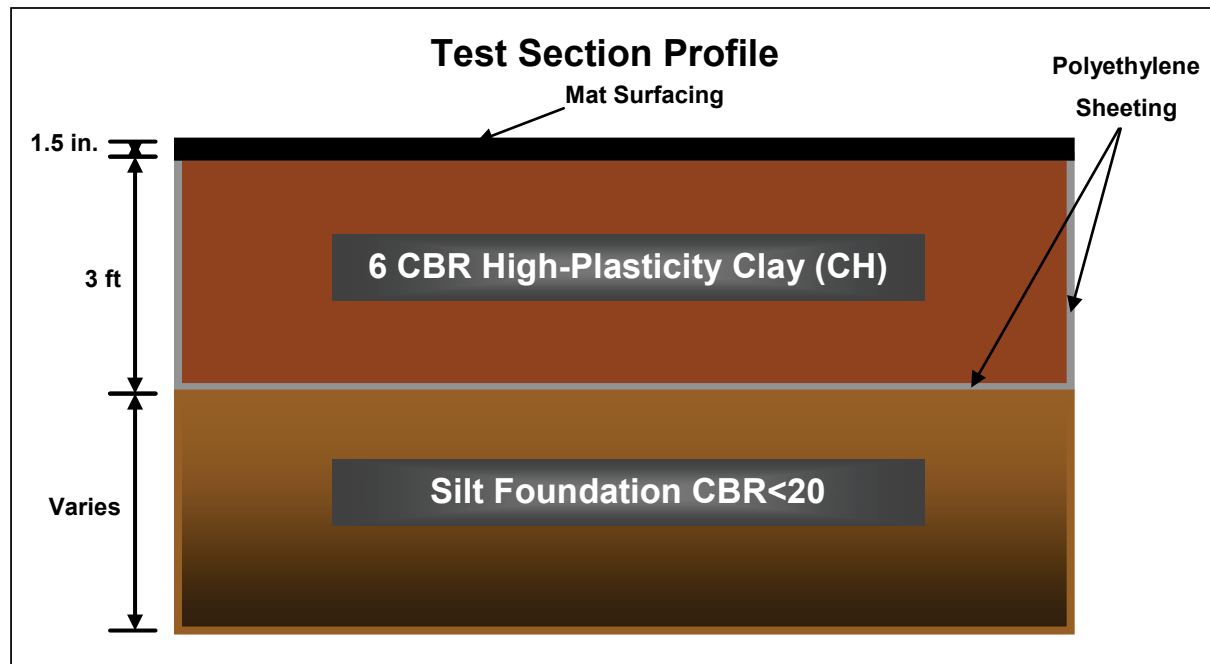 Test Section Profile
Mat Surfacing
Polyethylene
Sheeting
1.5 in.
3 ft
6 CBR High-Plasticity Clay (CH)
Varies
Silt Foundation CBR<20